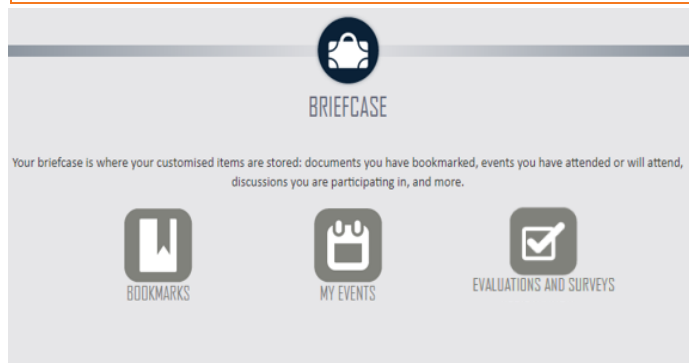 BRIEFCASE
Your briefcase is where your customised items are stored: documents you have bookmarked, events you have attended or will attend,
discussions you are participating in, and more.
BOOKMARKS
MY EVENTS
EVALUATIONS AND SURVEYS